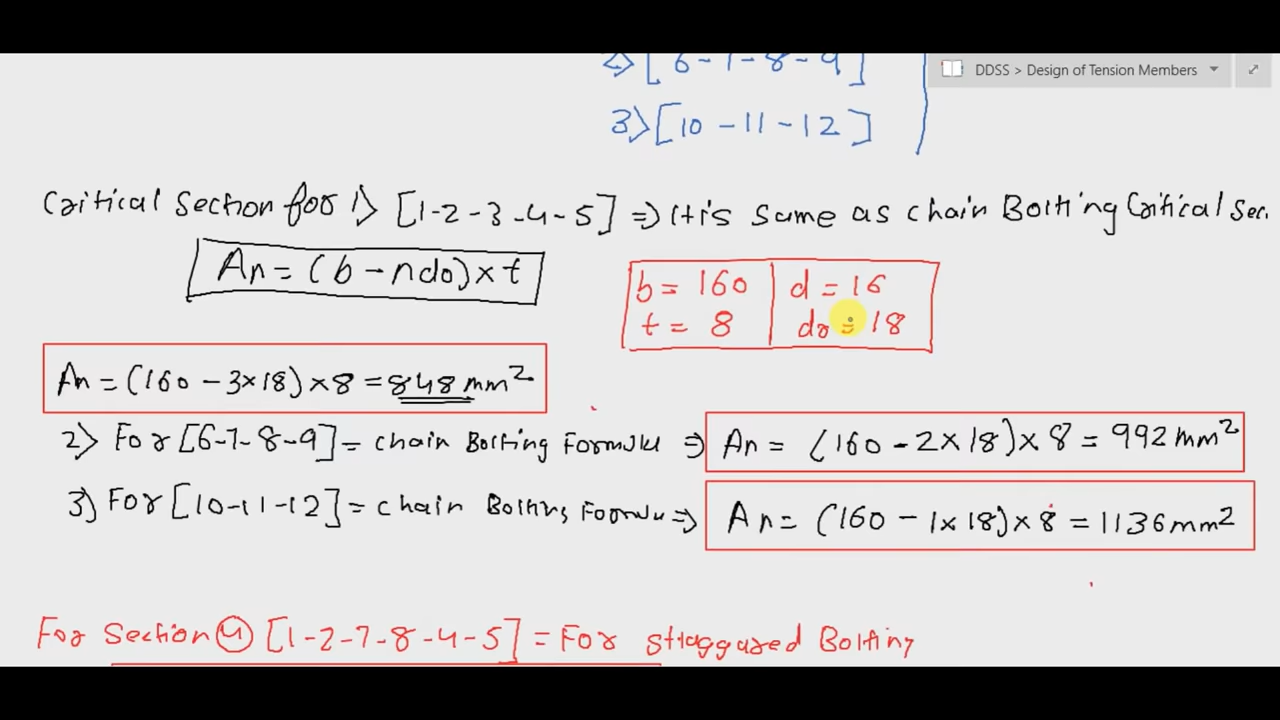 2) [6-7-8-9]
DDSS > Design of Tension Members
3) [10-11-12]
Critical Section for 1) [1-2-3-4-5] ⇒ It is same as chain Bolting Critical Sec.
An = (b - ndo) × t
b = 160 d = 16
t = 8 do = 18
An = (160 - 3×18) × 8 = 848 mm²
2) For [6-7-8-9] = chain Bolting Formula ⇒ An = (160 - 2×18) × 8 = 992 mm²
3) For [10-11-12] = chain Bolting Formula ⇒ An = (160 - 1×18) × 8 = 1136 mm²
For Section 4 [1-2-7-8-4-5] = For Staggared Bolting